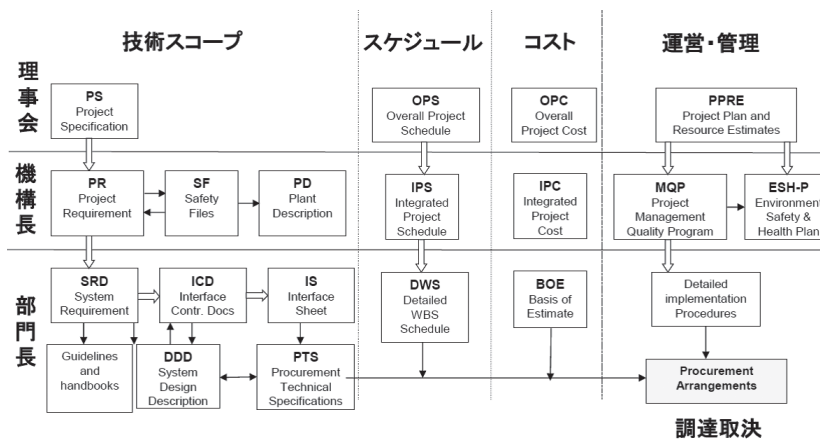 技術スコープ
スケジュール
コスト
運営・管理
理事会
PS
Project
Specification
OPS
Overall Project
Schedule
OPC
Overall
Project Cost
PPRE
Project Plan and
Resource Estimates
機構長
PR
Project
Requirement
SF
Safety
Files
PD
Plant
Description
IPS
Integrated
Project
Schedule
IPC
Integrated
Project
Cost
MQP
Project
Management
Quality Program
ESH-P
Environment
Safety &
Health Plan
部門長
SRD
System
Requirement
ICD
Interface
Contr. Docs
IS
Interface
Sheet
DWS
Detailed
WBS
Schedule
BOE
Basis of
Estimate
Detailed
implementation
Procedures
Guidelines
and
handbooks
DDD
System
Design
Description
PTS
Procurement
Technical
Specifications
Procurement
Arrangements
調達取決